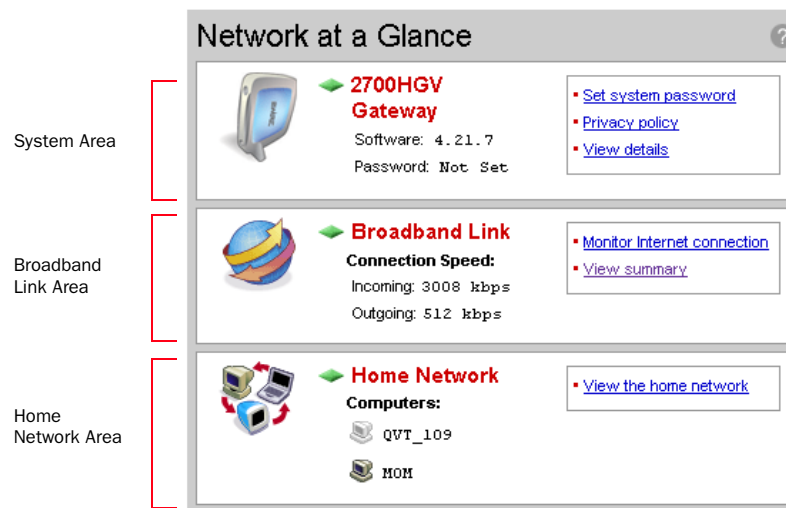 Network at a Glance
?
System Area
2700HGV
Gateway
Software: 4.21.7
Password: Not Set
Set system password
Privacy policy
View details
Broadband
Link Area
Broadband Link
Connection Speed:
Incoming: 3008 kbps
Outgoing: 512 kbps
Monitor Internet connection
View summary
Home
Network Area
Home Network
Computers:
QVT_109
MOM
View the home network